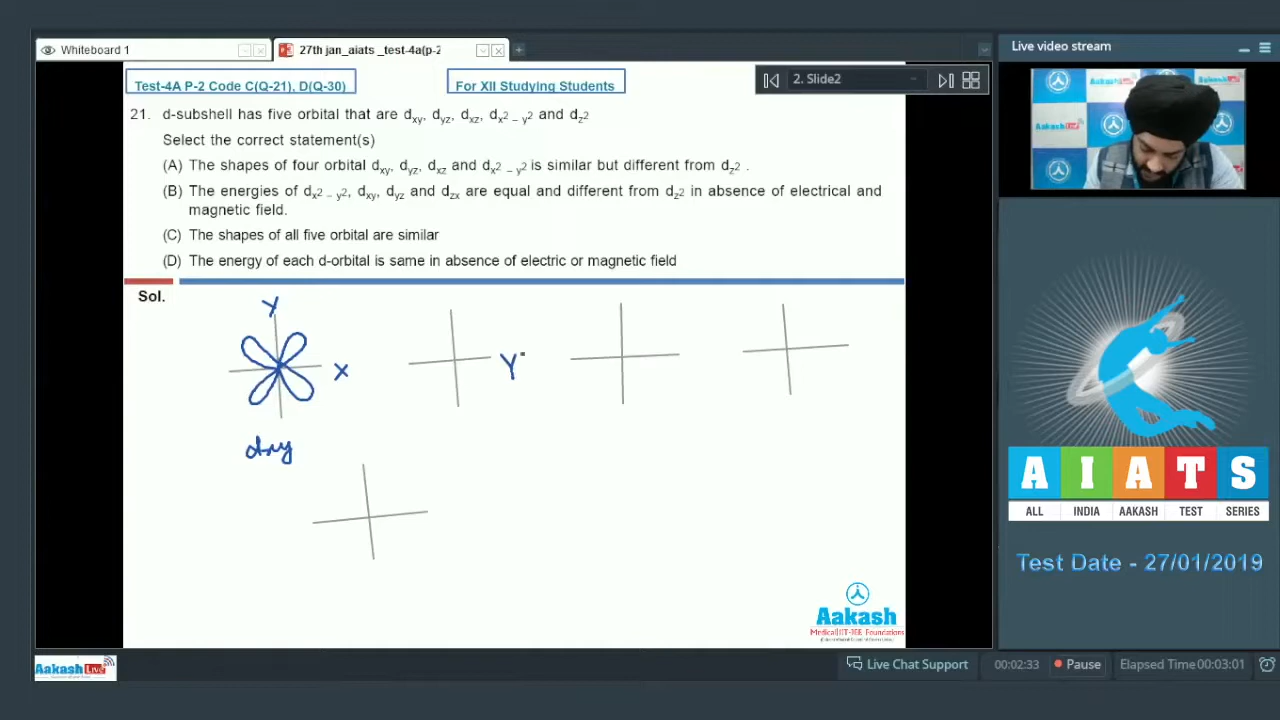 Whiteboard 1
27th jan_aiats _test-4a(p-2
Live video stream
Test-4A P-2 Code C(Q-21), D(Q-30)
For XII Studying Students
2. Slide2
21. d-subshell has five orbital that are dxy, dyz, dxz, dx2 – y2 and dz2
Select the correct statement(s)
(A) The shapes of four orbital dxy, dyz, dxz and dx2 – y2 is similar but different from dz2 .
(B) The energies of dx2 – y2, dxy, dyz and dzx are equal and different from dz2 in absence of electrical and
magnetic field.
(C) The shapes of all five orbital are similar
(D) The energy of each d-orbital is same in absence of electric or magnetic field
Sol.
Y
X
Y
dxy
AakashLive
AIATS
ALL INDIA AAKASH TEST SERIES
Test Date - 27/01/2019
Aakash
Medical|IIT-JEE|Foundations
Aakash Live
Live Chat Support
00:02:33
Pause
Elapsed Time 00:03:01